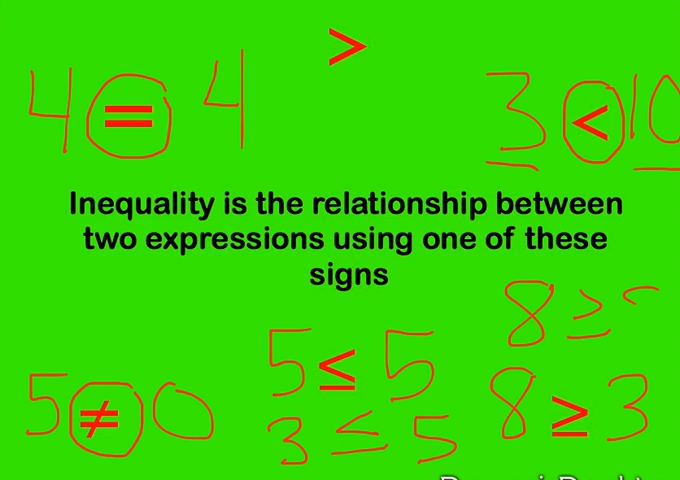 >
4 = 4
3 < 10
Inequality is the relationship between
two expressions using one of these
signs
8 ≥
5 ≤ 5
5 ≠ 0
8 ≥ 3
3 ≤ 5